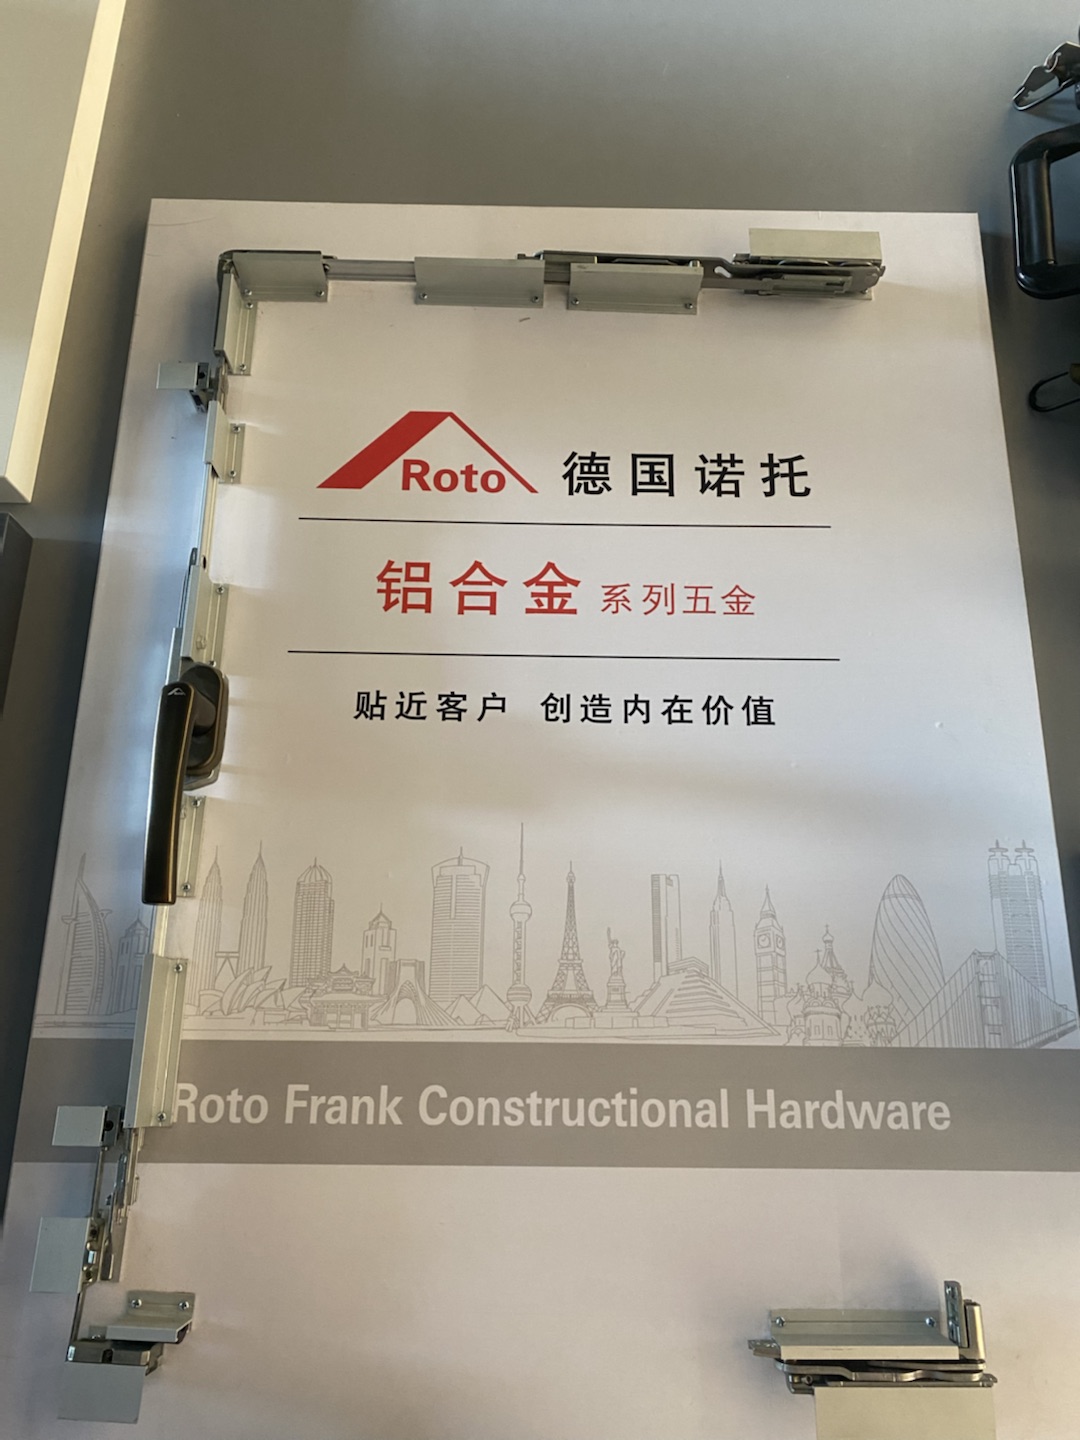 Roto 德国诺托
铝合金 系列五金
贴近客户 创造内在价值
Roto Frank Constructional Hardware